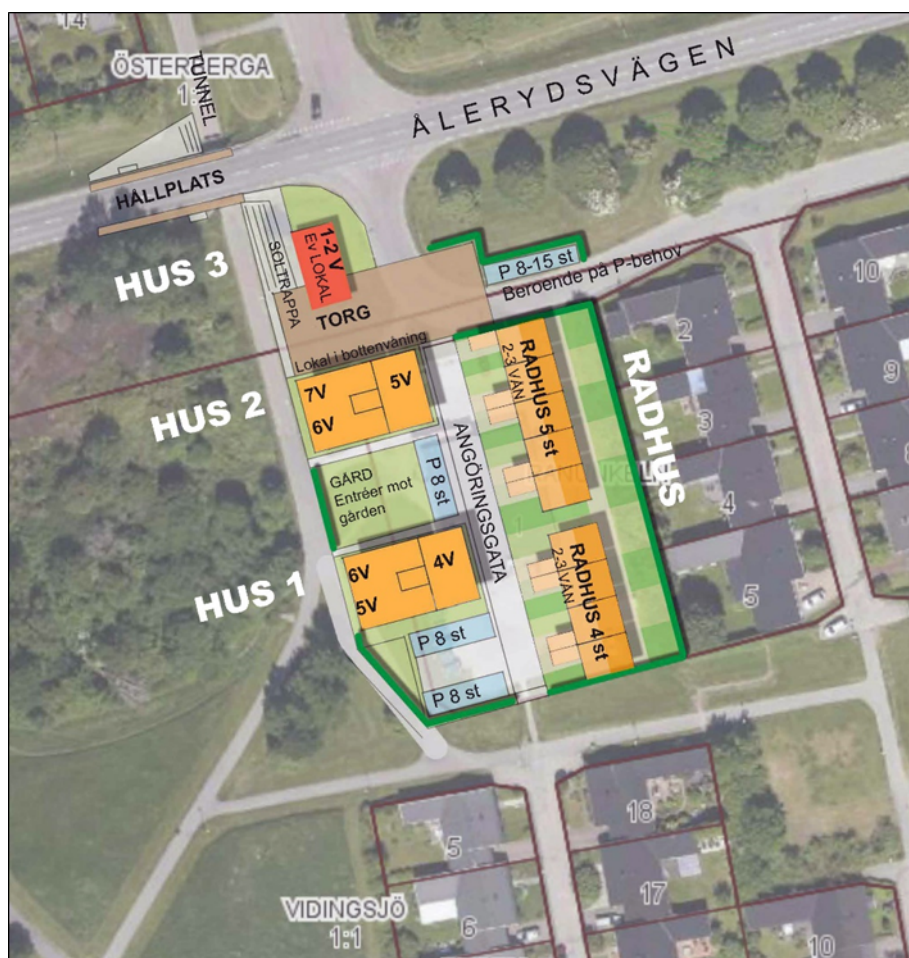 14
ÖSTERBERGA
1:
TUNNEL
ÅLERYDSVÄGEN
HÅLLPLATS
HUS 3
SOLTRAPPA
1-2 V
EV LOKAL
TORG
P 8-15 st
Beroende på P-behov
10
2
9
3
4
5
HUS 2
Lokal i bottenvåning
7V
6V
5V
RADHUS 5 st
2-3 VÅN
RADHUS
GÅRD
Entréer mot
gården
P 8 st
ANGÖRINGSGATA
1
HUS 1
6V
5V
4V
RADHUS 4 st
2-3 VÅN
P 8 st
P 8 st
5
18
6
17
10
VIDINGSJÖ
1:1